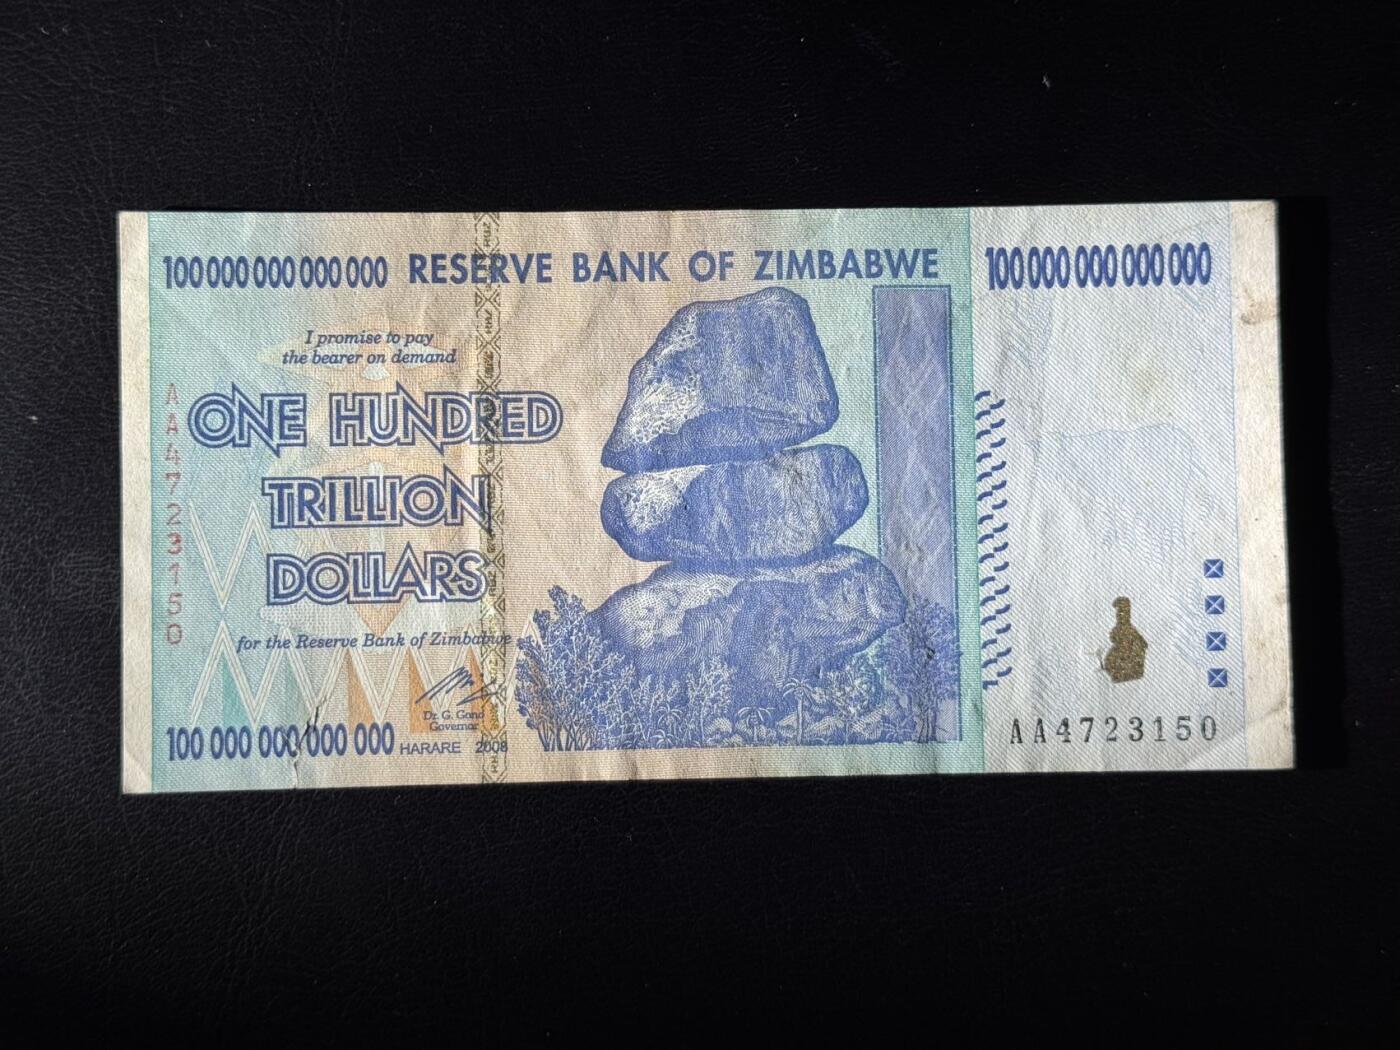 100 000 000 000 000 RESERVE BANK OF ZIMBABWE 100 000 000 000 000
I promise to pay
the bearer on demand
ONE HUNDRED
TRILLION
DOLLARS
for the Reserve Bank of Zimbabwe
Dr. G. Gono
Governor
100 000 000 000 000 HARARE 2008
AA4723150
AA4723150